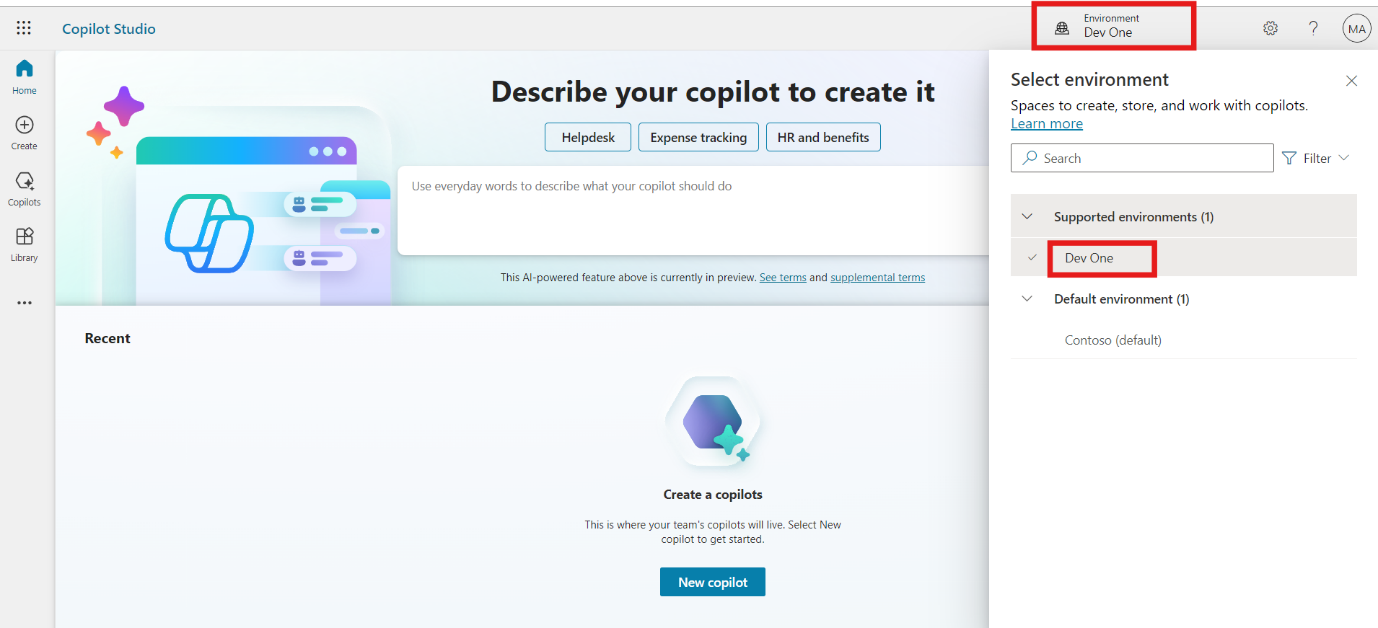 Copilot Studio
Environment
Dev One
?
MA
Home
Create
Copilots
Library
Describe your copilot to create it
Helpdesk
Expense tracking
HR and benefits
Use everyday words to describe what your copilot should do
This AI-powered feature above is currently in preview. See terms and supplemental terms
Recent
Create a copilots
This is where your team's copilots will live. Select New
copilot to get started.
New copilot
Select environment
Spaces to create, store, and work with copilots.
Learn more
Search
Filter
Supported environments (1)
Dev One
Default environment (1)
Contoso (default)